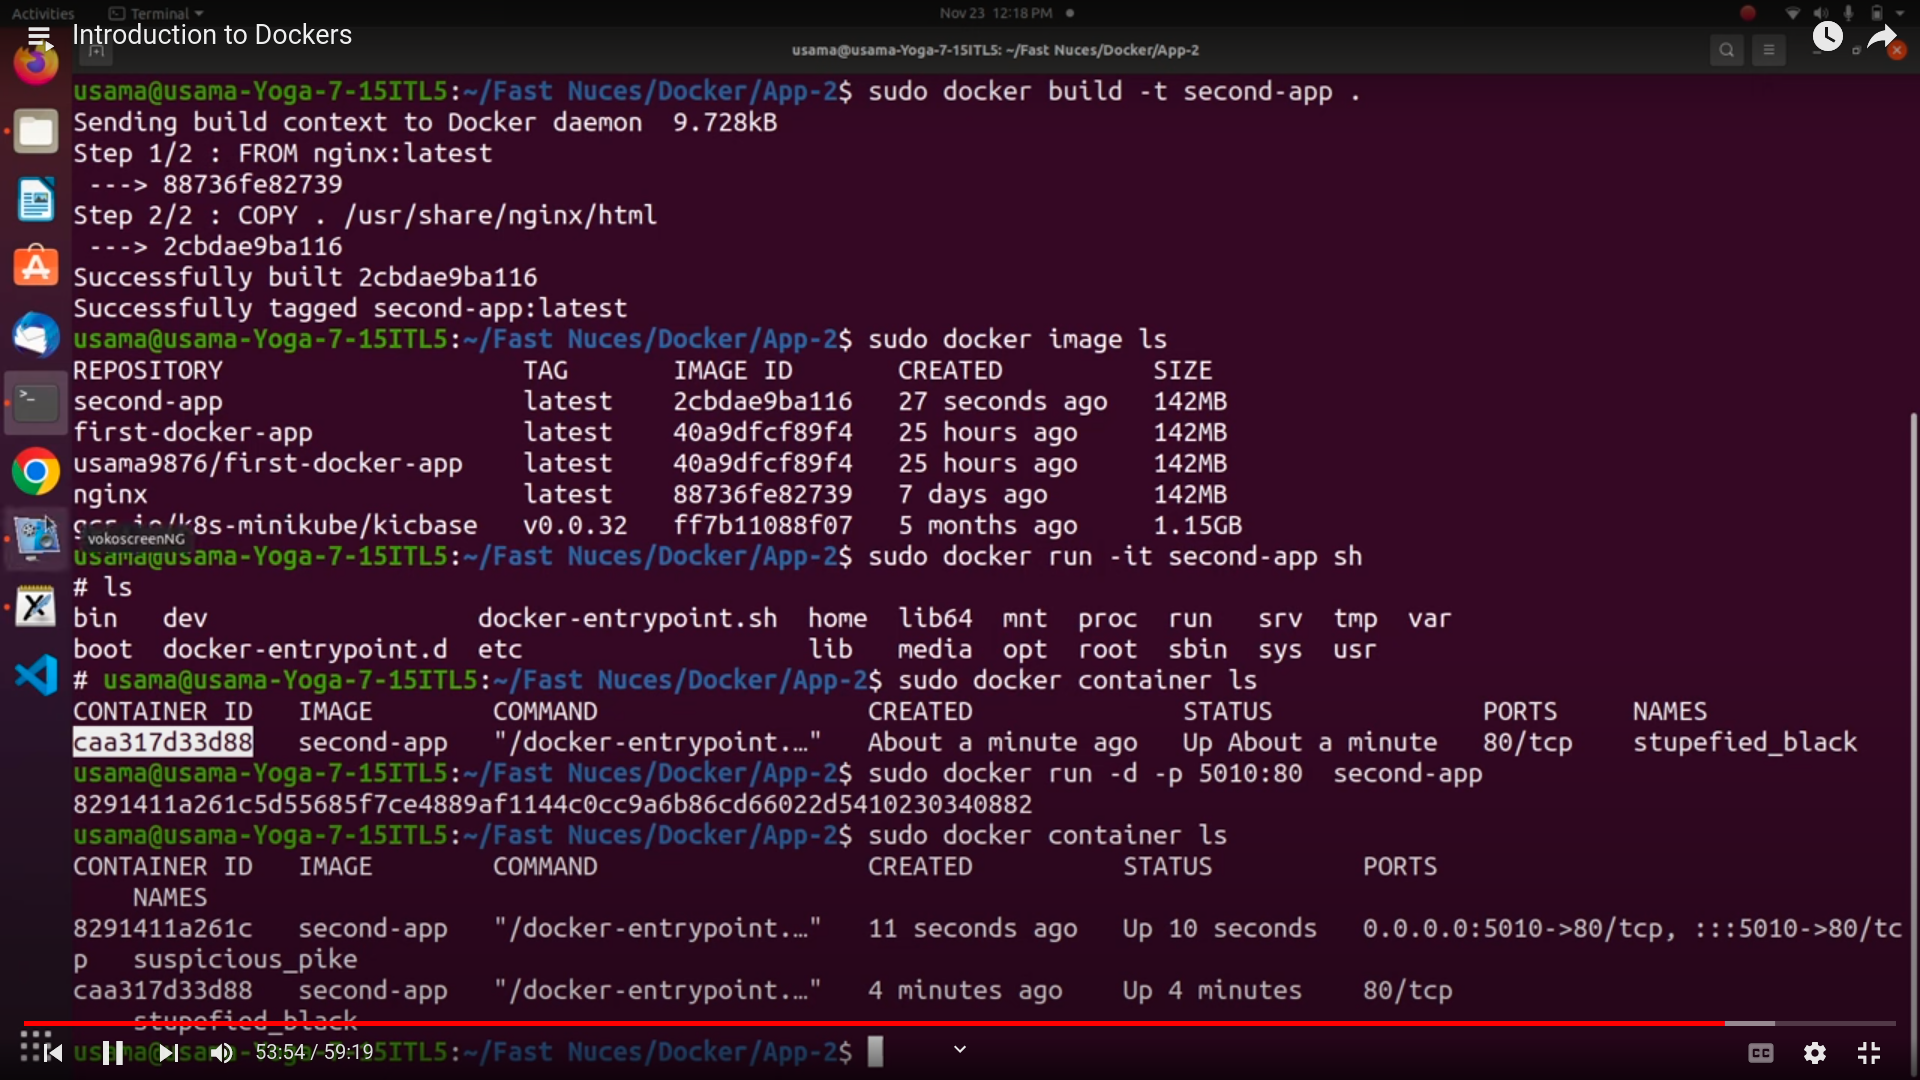 Activities Terminal Nov 23 12:18 PM
Introduction to Dockers
usama@usama-Yoga-7-15ITL5: ~/Fast Nuces/Docker/App-2
usama@usama-Yoga-7-15ITL5:~/Fast Nuces/Docker/App-2$ sudo docker build -t second-app .
Sending build context to Docker daemon  9.728kB
Step 1/2 : FROM nginx:latest
 ---> 88736fe82739
Step 2/2 : COPY . /usr/share/nginx/html
 ---> 2cbdae9ba116
Successfully built 2cbdae9ba116
Successfully tagged second-app:latest
usama@usama-Yoga-7-15ITL5:~/Fast Nuces/Docker/App-2$ sudo docker image ls
REPOSITORY TAG IMAGE ID CREATED SIZE
second-app latest 2cbdae9ba116 27 seconds ago 142MB
first-docker-app latest 40a9dfcf89f4 25 hours ago 142MB
usama9876/first-docker-app latest 40a9dfcf89f4 25 hours ago 142MB
nginx latest 88736fe82739 7 days ago 142MB
gcr.io/k8s-minikube/kicbase v0.0.32 ff7b11088f07 5 months ago 1.15GB
vokoscreenNG
usama@usama-Yoga-7-15ITL5:~/Fast Nuces/Docker/App-2$ sudo docker run -it second-app sh
# ls
bin dev docker-entrypoint.sh home lib64 mnt proc run srv tmp var
boot docker-entrypoint.d etc lib media opt root sbin sys usr
# usama@usama-Yoga-7-15ITL5:~/Fast Nuces/Docker/App-2$ sudo docker container ls
CONTAINER ID IMAGE COMMAND CREATED STATUS PORTS NAMES
caa317d33d88 second-app "/docker-entrypoint.…" About a minute ago Up About a minute 80/tcp stupefied_black
usama@usama-Yoga-7-15ITL5:~/Fast Nuces/Docker/App-2$ sudo docker run -d -p 5010:80  second-app
8291411a261c5d55685f7ce4889af1144c0cc9a6b86cd66022d5410230340882
usama@usama-Yoga-7-15ITL5:~/Fast Nuces/Docker/App-2$ sudo docker container ls
CONTAINER ID IMAGE COMMAND CREATED STATUS PORTS
NAMES
8291411a261c second-app "/docker-entrypoint.…" 11 seconds ago Up 10 seconds 0.0.0.0:5010->80/tcp, :::5010->80/tc
p suspicious_pike
caa317d33d88 second-app "/docker-entrypoint.…" 4 minutes ago Up 4 minutes 80/tcp
stupefied_black
usama@usama-Yoga-7-15ITL5:~/Fast Nuces/Docker/App-2$
53:54 / 59:19
CC